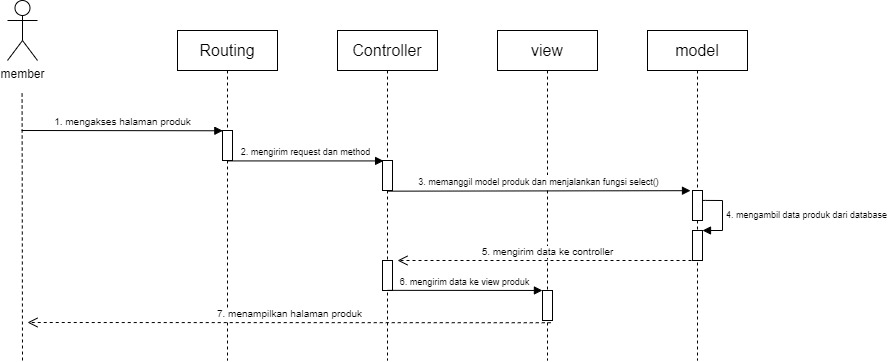 Routing
Controller
view
model
member
1. mengakses halaman produk
2. mengirim request dan method
3. memanggil model produk dan menjalankan fungsi select()
4. mengambil data produk dari database
5. mengirim data ke controller
6. mengirim data ke view produk
7. menampilkan halaman produk